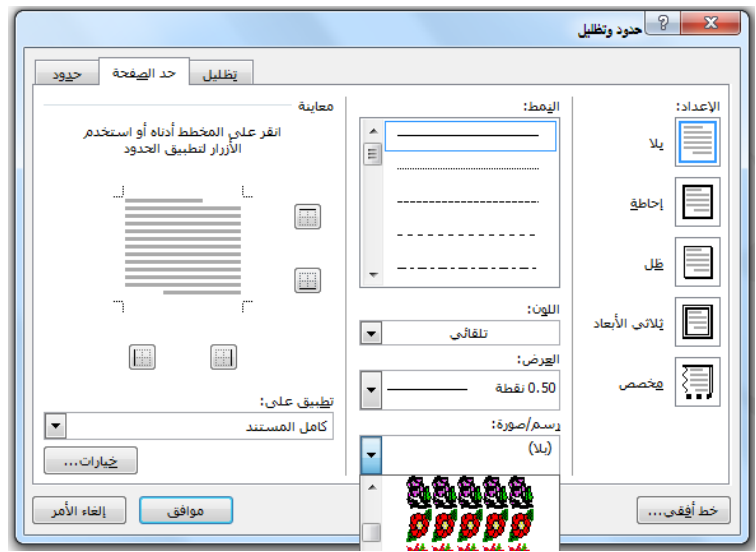 حدود وتظليل
حدود
حد الصفحة
تظليل
الإعداد:
بلا
إحاطة
ظل
ثلاثي الأبعاد
مخصص
النمط:
اللون:
تلقائي
العرض:
0.50 نقطة
رسم/صورة:
(بلا)
معاينة
انقر على المخطط أدناه أو استخدم
الأزرار لتطبيق الحدود
تطبيق على:
كامل المستند
خيارات...
خط أفقي...
موافق
إلغاء الأمر